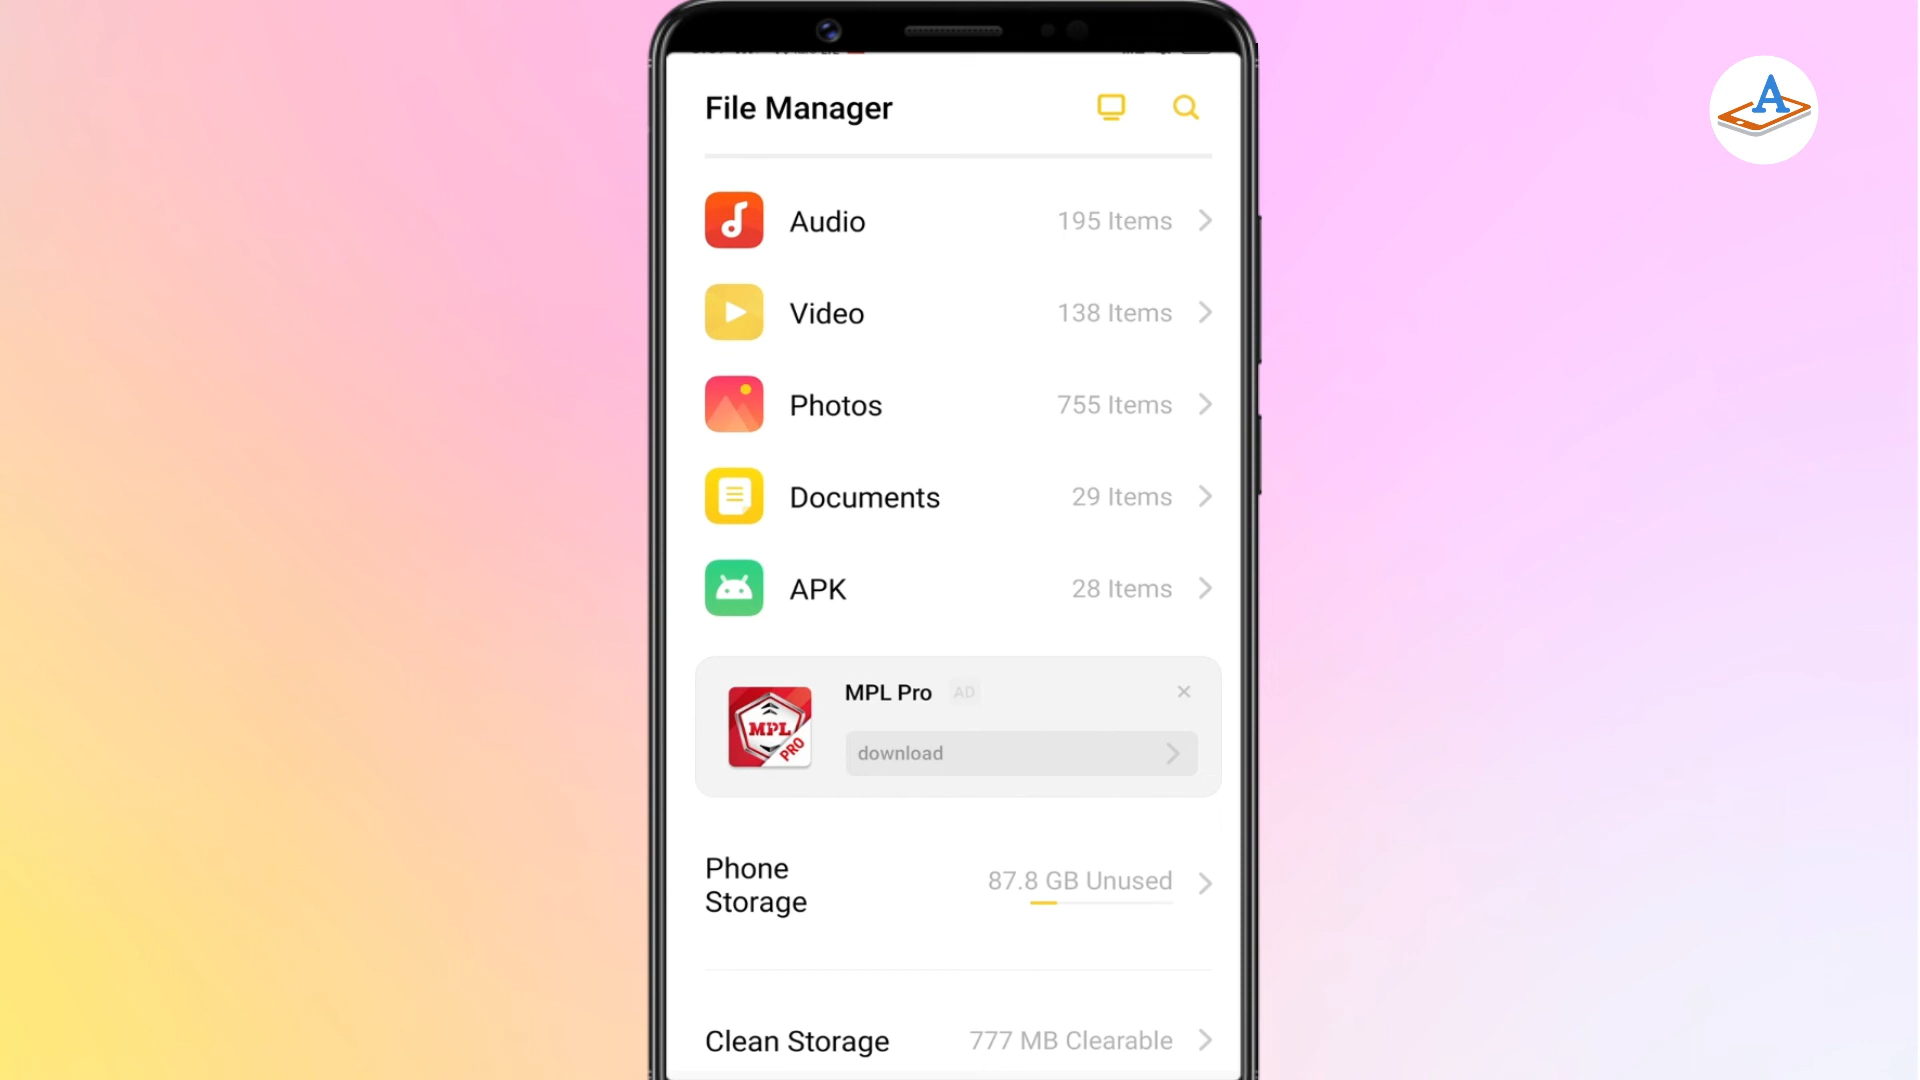 File Manager
Audio 195 Items
Video 138 Items
Photos 755 Items
Documents 29 Items
APK 28 Items
MPL Pro AD
MPL
PRO
download
Phone
Storage
87.8 GB Unused
Clean Storage 777 MB Clearable
A